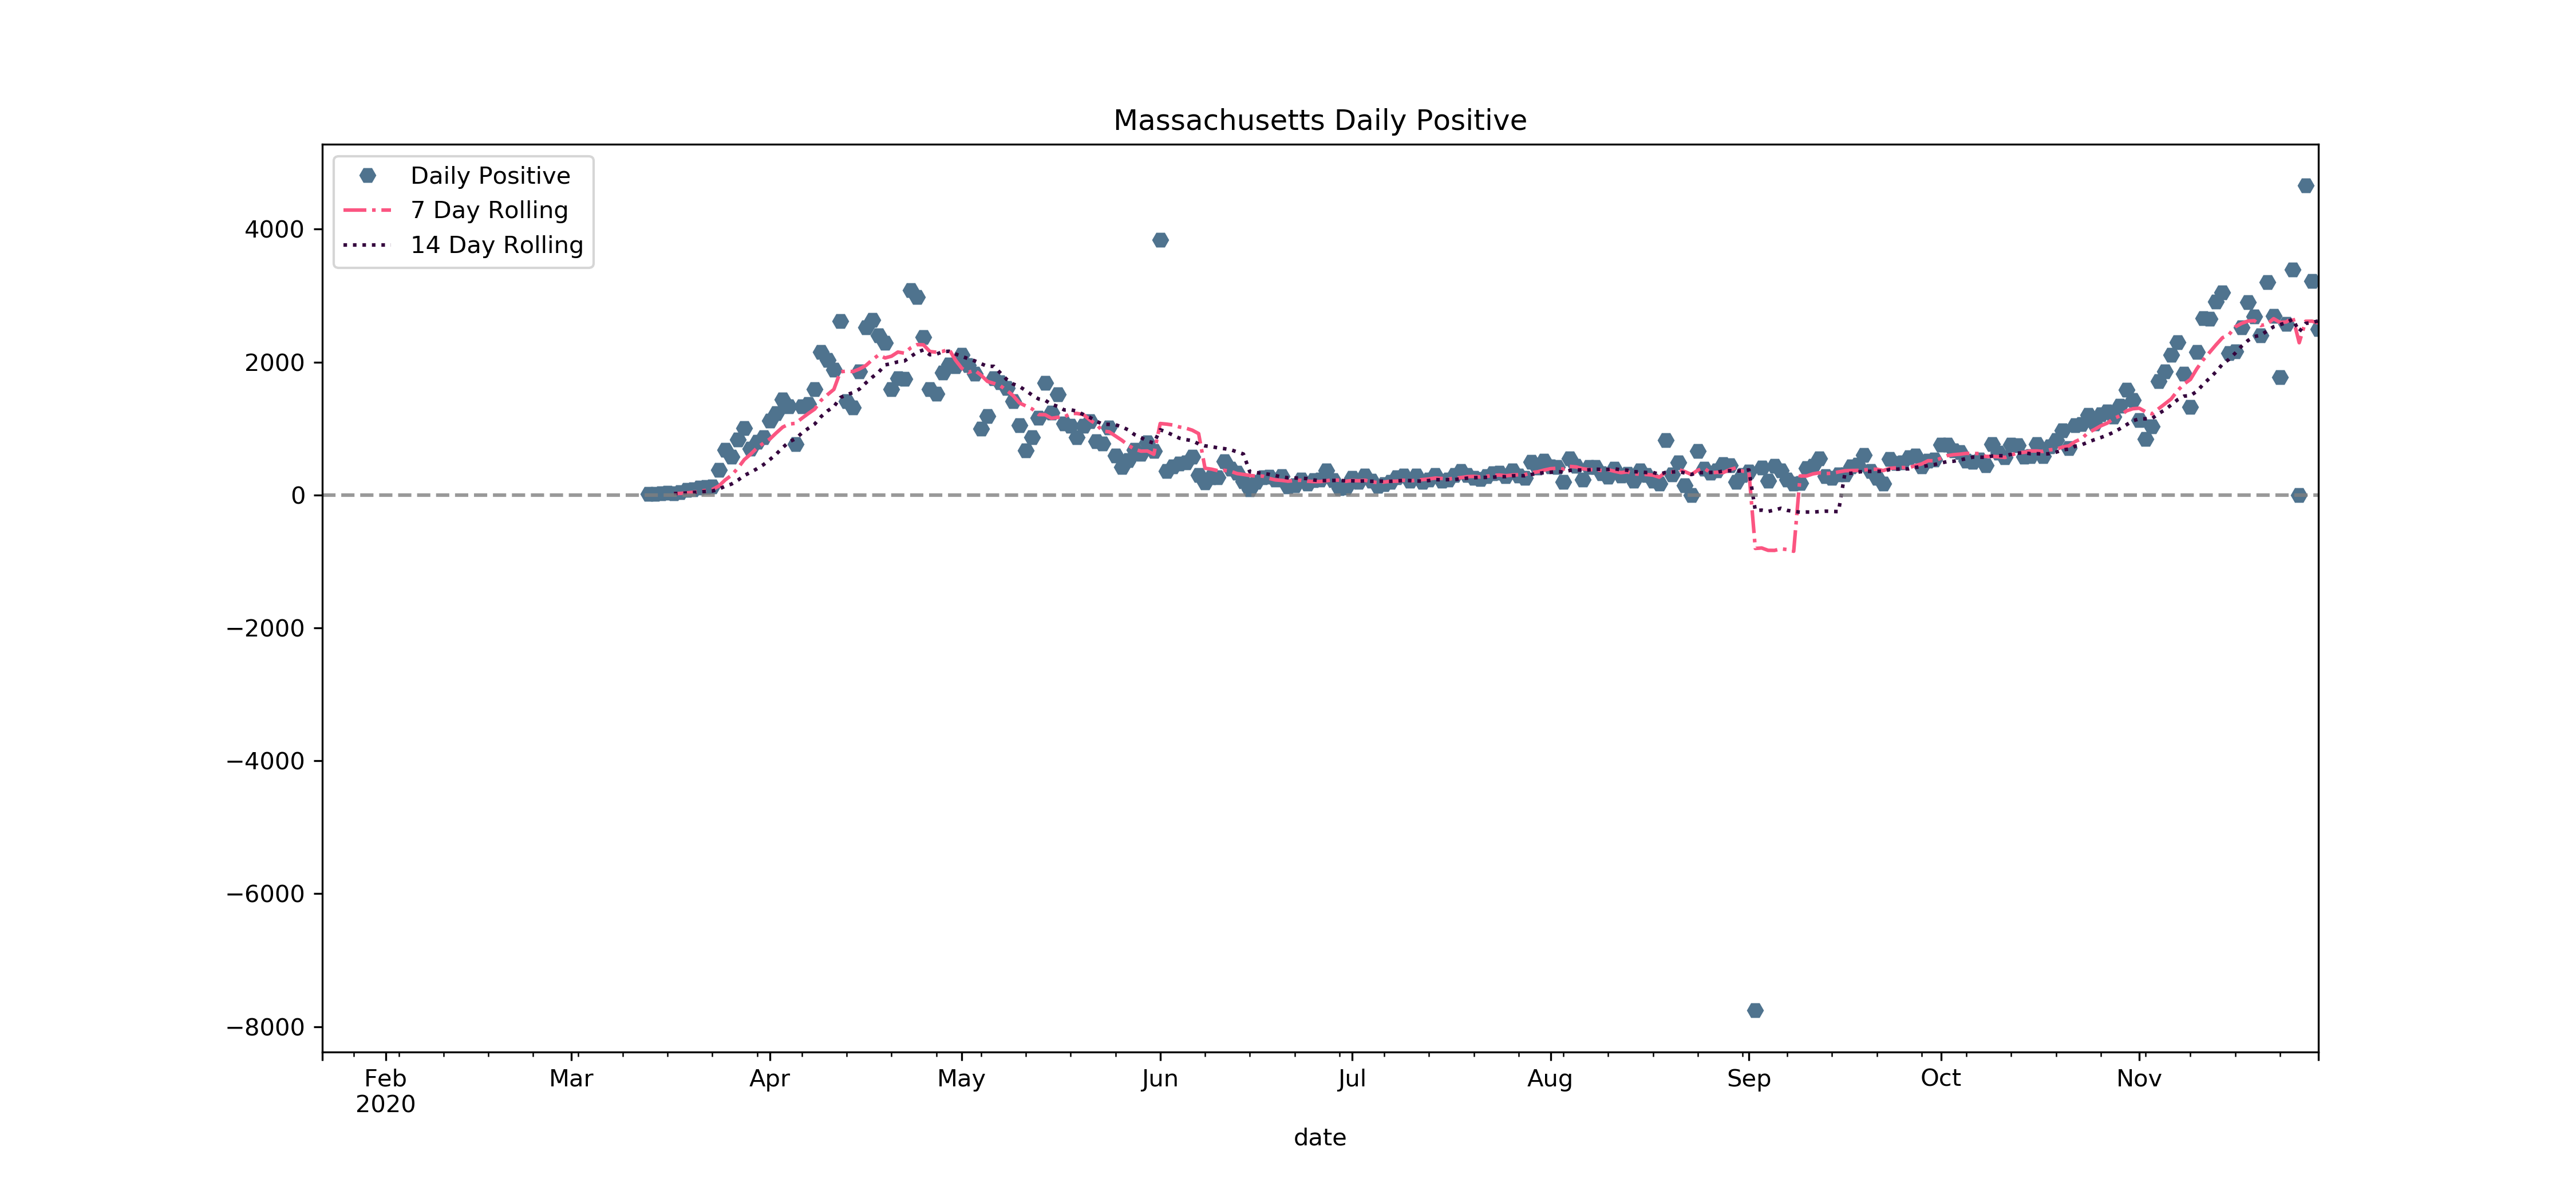 Massachusetts Daily Positive
Daily Positive
7 Day Rolling
14 Day Rolling
4000
2000
0
−2000
−4000
−6000
−8000
Feb Mar Apr May Jun Jul Aug Sep Oct Nov
2020
date